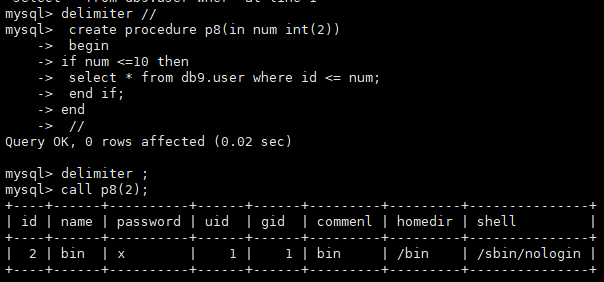 mysql> delimiter //
mysql>  create procedure p8(in num int(2))
    ->  begin
    -> if num <=10 then
    ->  select * from db9.user where id <= num;
    ->  end if;
    -> end
    ->  //
Query OK, 0 rows affected (0.02 sec)
mysql> delimiter ;
mysql> call p8(2);
+----+------+----------+------+------+---------+---------+---------------+
| id | name | password | uid  | gid  | commenl | homedir | shell         |
+----+------+----------+------+------+---------+---------+---------------+
|  2 | bin  | x        |    1 |    1 | bin     | /bin    | /sbin/nologin |
+----+------+----------+------+------+---------+---------+---------------+